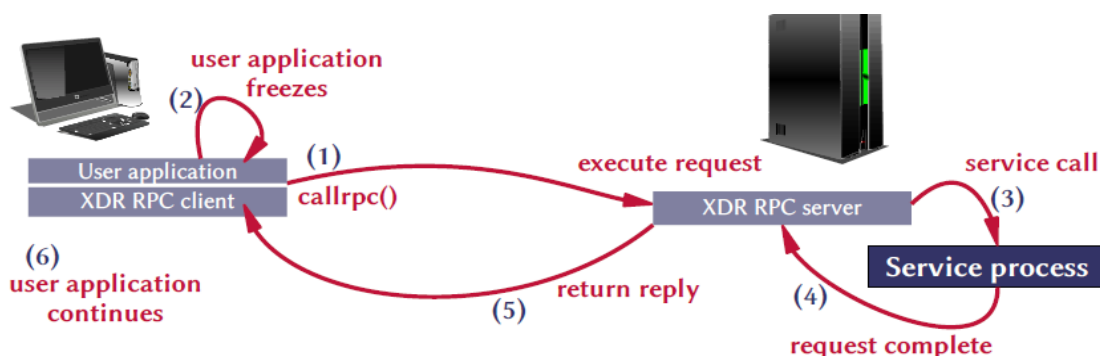 user application
freezes
(2)
(1)
User application
XDR RPC client
callrpc()
execute request
XDR RPC server
service call
(3)
Service process
(4)
request complete
return reply
(5)
(6)
user application
continues